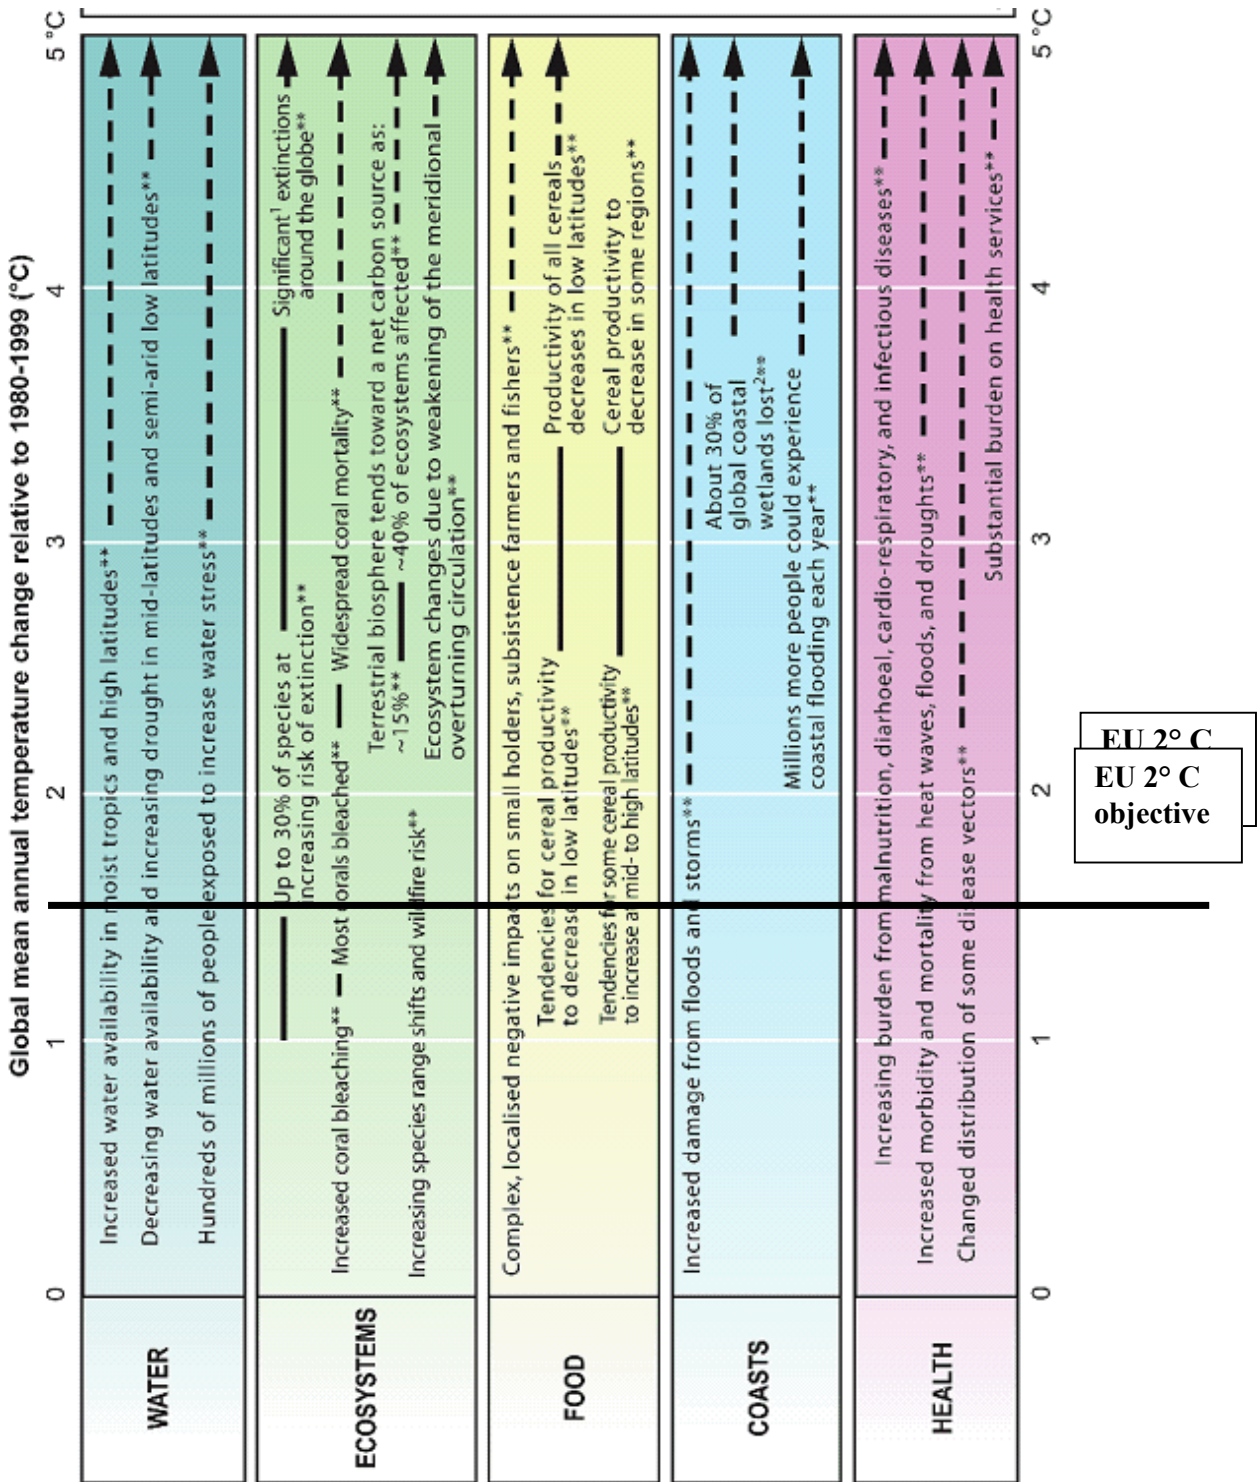 Global mean annual temperature change relative to 1980-1999 (°C)
0
1
2
3
4
5 °C
WATER
Increased water availability in moist tropics and high latitudes**
Decreasing water availability and increasing drought in mid-latitudes and semi-arid low latitudes**
Hundreds of millions of people exposed to increase water stress**
ECOSYSTEMS
Up to 30% of species at
increasing risk of extinction**
Significant¹ extinctions
around the globe**
Increased coral bleaching**
Most corals bleached**
Widespread coral mortality**
Terrestrial biosphere tends toward a net carbon source as:
~15%**
~40% of ecosystems affected**
Increasing species range shifts and wildfire risk**
Ecosystem changes due to weakening of the meridional
overturning circulation**
FOOD
Complex, localised negative impacts on small holders, subsistence farmers and fishers**
Tendencies for cereal productivity
to decrease in low latitudes**
Productivity of all cereals
decreases in low latitudes**
Tendencies for some cereal productivity
to increase at mid- to high latitudes**
Cereal productivity to
decrease in some regions**
COASTS
Increased damage from floods and storms**
About 30% of
global coastal
wetlands lost²**
Millions more people could experience
coastal flooding each year**
HEALTH
Increasing burden from malnutrition, diarhoeal, cardio-respiratory, and infectious diseases**
Increased morbidity and mortality from heat waves, floods, and droughts**
Changed distribution of some disease vectors**
Substantial burden on health services**
0
1
2
3
4
5 °C
EU 2° C
EU 2° C
objective